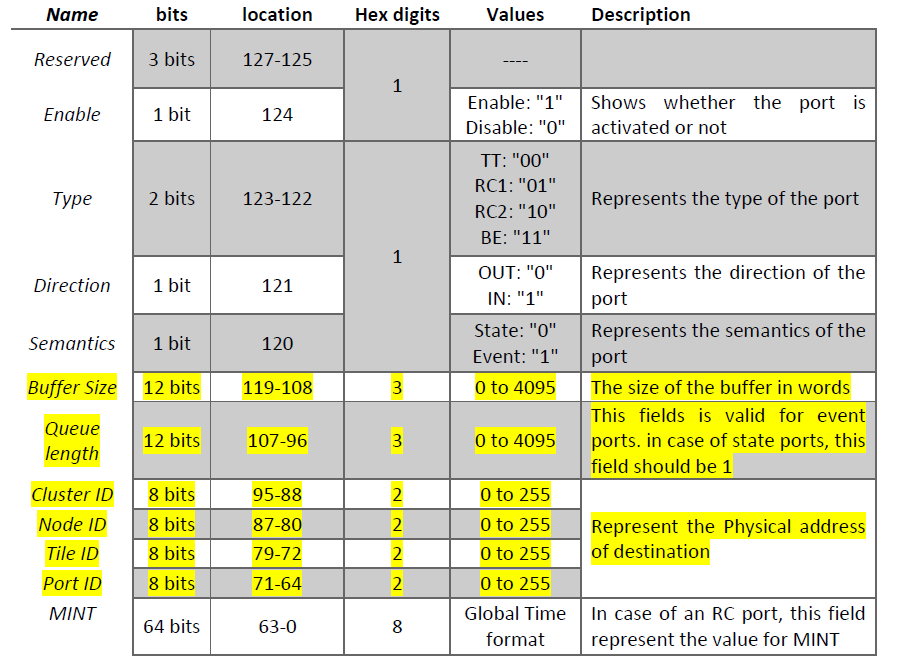 Name bits location Hex digits Values Description
Reserved 3 bits 127-125 1 ----
Enable 1 bit 124 Enable: "1" Disable: "0" Shows whether the port is
activated or not
Type 2 bits 123-122 1 TT: "00"
RC1: "01"
RC2: "10"
BE: "11"
Represents the type of the port
Direction 1 bit 121 OUT: "0"
IN: "1"
Represents the direction of the
port
Semantics 1 bit 120 State: "0"
Event: "1"
Represents the semantics of the
port
Buffer Size 12 bits 119-108 3 0 to 4095 The size of the buffer in words
Queue
length
12 bits 107-96 3 0 to 4095
This fields is valid for event
ports. in case of state ports, this
field should be 1
Cluster ID 8 bits 95-88 2 0 to 255
Node ID 8 bits 87-80 2 0 to 255
Tile ID 8 bits 79-72 2 0 to 255
Port ID 8 bits 71-64 2 0 to 255
Represent the Physical address
of destination
MINT 64 bits 63-0 8 Global Time
format
In case of an RC port, this field
represent the value for MINT